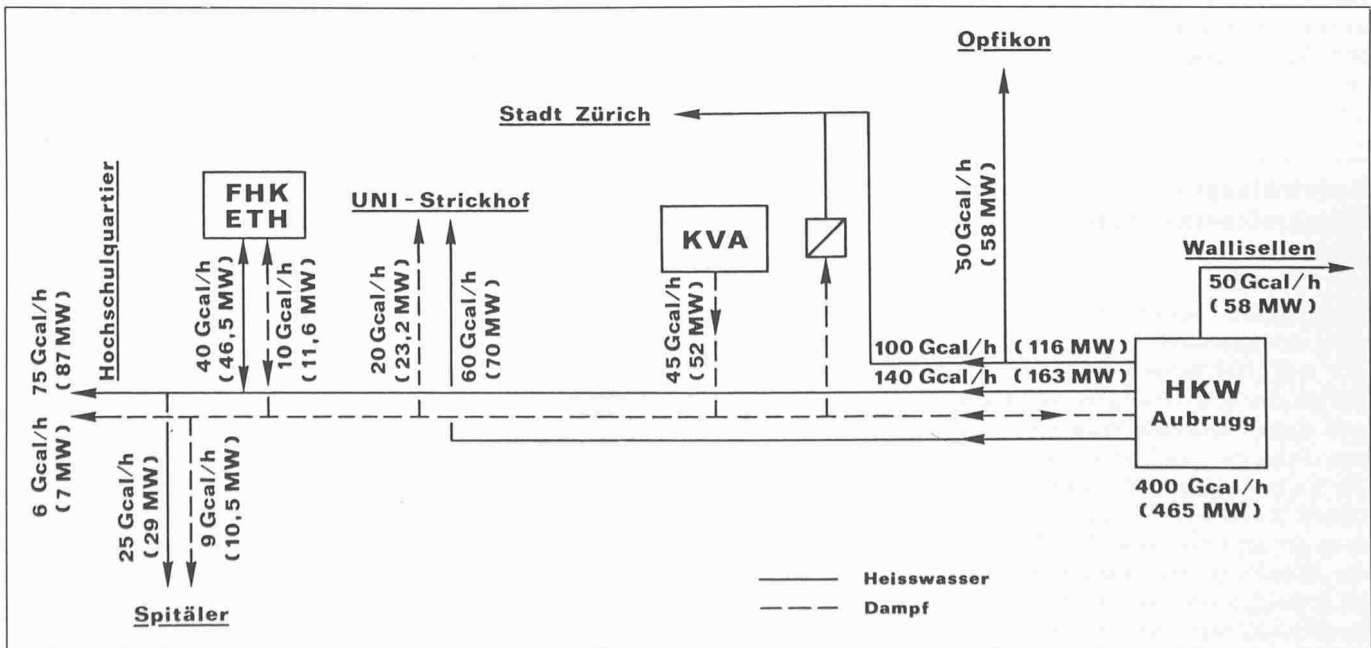 Opfikon
Stadt Zürich
50 Gcal/h
(58 MW)
Hochschulquartier
FHK
ETH
UNI - Strickhof
KVA
Wallisellen
50 Gcal/h
(58 MW)
75 Gcal/h
(87 MW)
40 Gcal/h
(46,5 MW)
10 Gcal/h
(11,6 MW)
20 Gcal/h
(23,2 MW)
60 Gcal/h
(70 MW)
45 Gcal/h
(52 MW)
100 Gcal/h (116 MW)
140 Gcal/h (163 MW)
HKW
Aubrugg
400 Gcal/h
(465 MW)
6 Gcal/h
(7 MW)
25 Gcal/h
(29 MW)
9 Gcal/h
(10,5 MW)
Spitäler
Heisswasser
Dampf